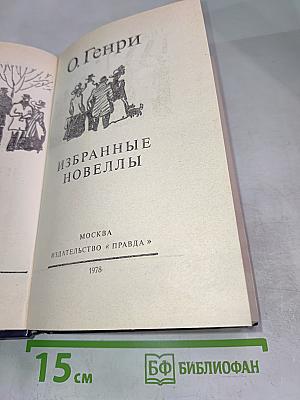 О. Генри
ИЗБРАННЫЕ
НОВЕЛЛЫ
МОСКВА
ИЗДАТЕЛЬСТВО «ПРАВДА»
1978
15 см
БФ БИБЛИОФАН